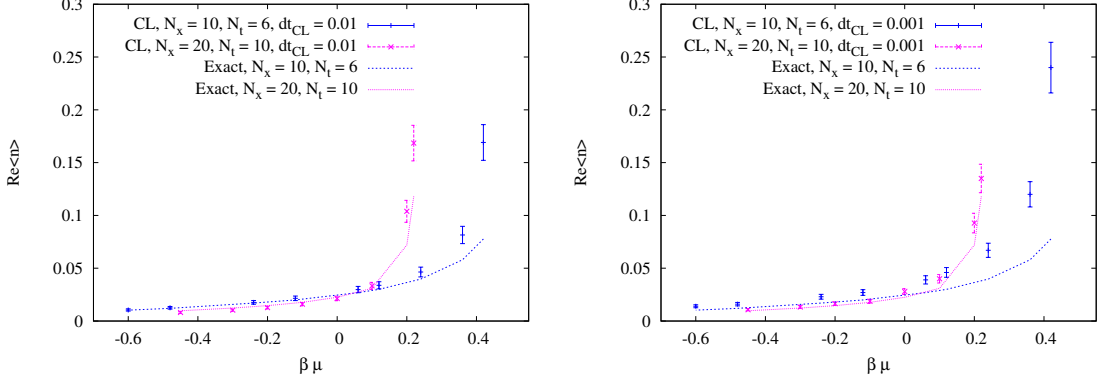 0.3
0.25
0.2
0.15
0.1
0.05
0
-0.6
-0.4
-0.2
0
0.2
0.4
Re<n>
β μ
CL, N_x = 10, N_t = 6, dt_CL = 0.01
CL, N_x = 20, N_t = 10, dt_CL = 0.01
Exact, N_x = 10, N_t = 6
Exact, N_x = 20, N_t = 10
0.3
0.25
0.2
0.15
0.1
0.05
0
-0.6
-0.4
-0.2
0
0.2
0.4
Re<n>
β μ
CL, N_x = 10, N_t = 6, dt_CL = 0.001
CL, N_x = 20, N_t = 10, dt_CL = 0.001
Exact, N_x = 10, N_t = 6
Exact, N_x = 20, N_t = 10